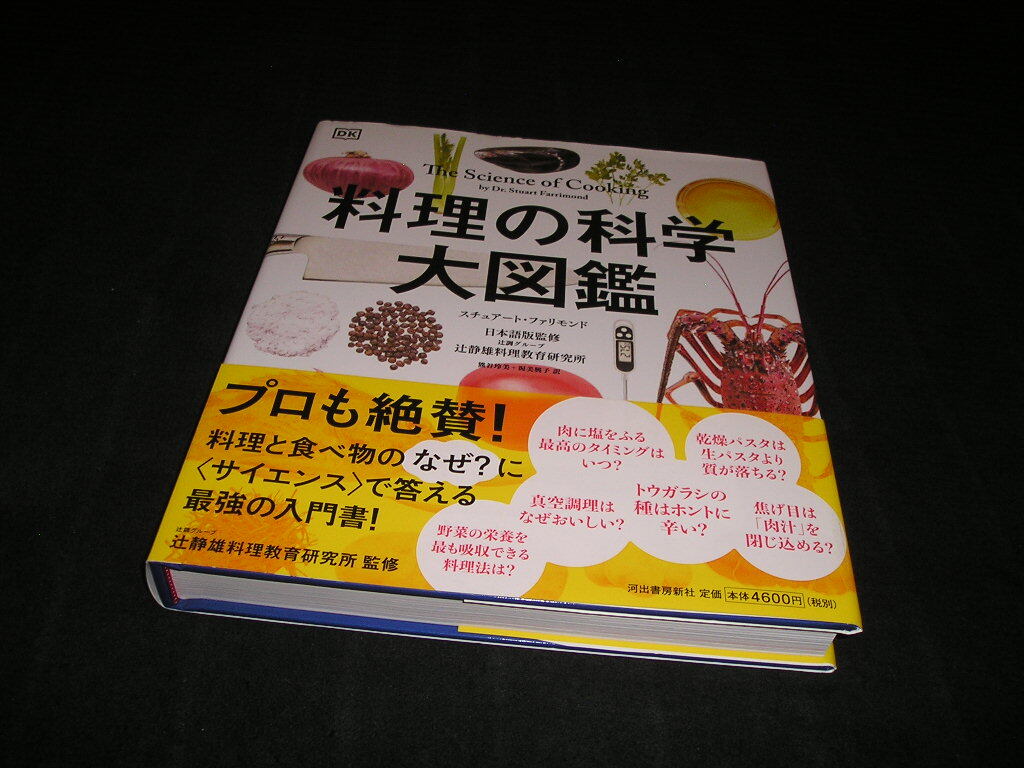 DK
The Science of Cooking
by Dr. Stuart Farrimond
料理の科学
大図鑑
スチュアート・ファリモンド
日本語版監修
辻調グループ
辻静雄料理教育研究所
熊谷玲美+渥美興子 訳
プロも絶賛!
料理と食べ物のなぜ?に
〈サイエンス〉で答える
最強の入門書!
辻調グループ
辻静雄料理教育研究所 監修
肉に塩をふる
最高のタイミングは
いつ?
乾燥パスタは
生パスタより
質が落ちる?
真空調理は
なぜおいしい?
トウガラシの
種はホントに
辛い?
焦げ目は
「肉汁」を
閉じ込める?
野菜の栄養を
最も吸収できる
料理法は?
河出書房新社 定価 本体4600円(税別)